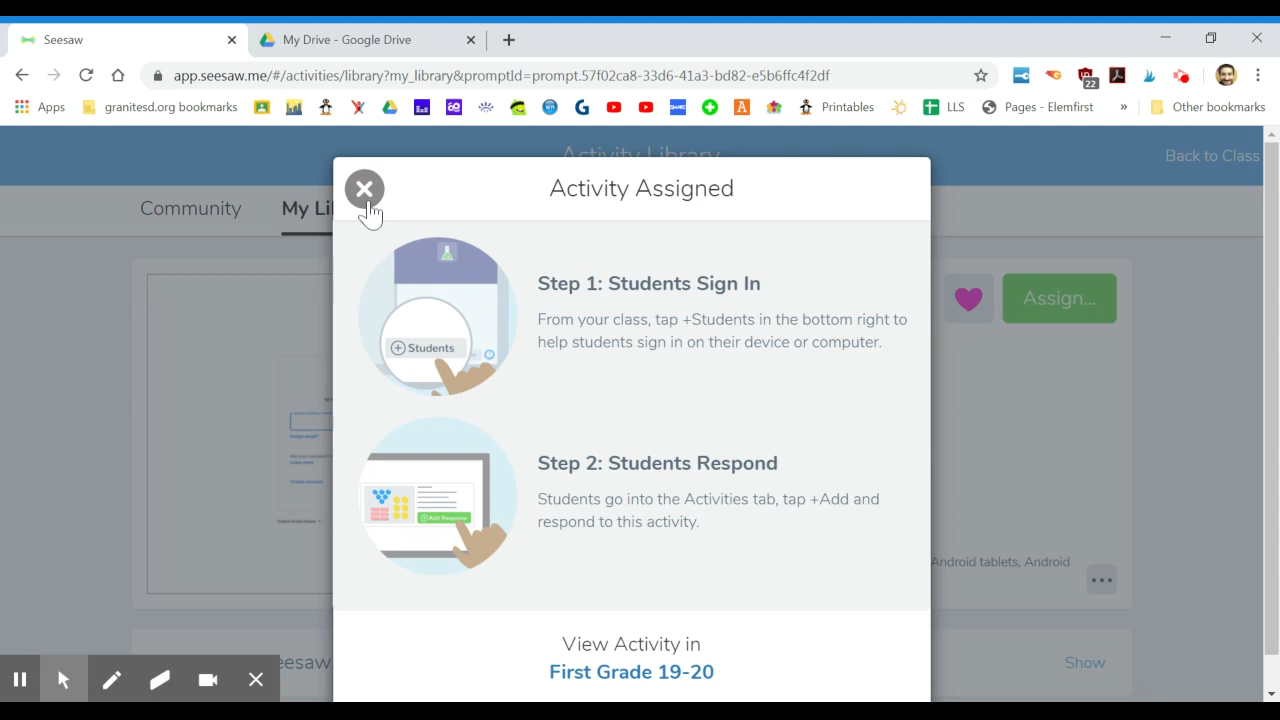 Seesaw
My Drive - Google Drive
app.seesaw.me/#/activities/library?my_library&promptId=prompt.57f02ca8-33d6-41a3-bd82-e5b6ffc4f2df
22
Apps
granitesd.org bookmarks
Printables
LLS
Pages - Elemfirst
»
Other bookmarks
Activity Library
Back to Class
Community
My Li
Activity Assigned
Assign...
Step 1: Students Sign In
From your class, tap +Students in the bottom right to
help students sign in on their device or computer.
Students
Step 2: Students Respond
Students go into the Activities tab, tap +Add and
respond to this activity.
Add Response
Android tablets, Android
View Activity in
First Grade 19-20
eesaw
Show